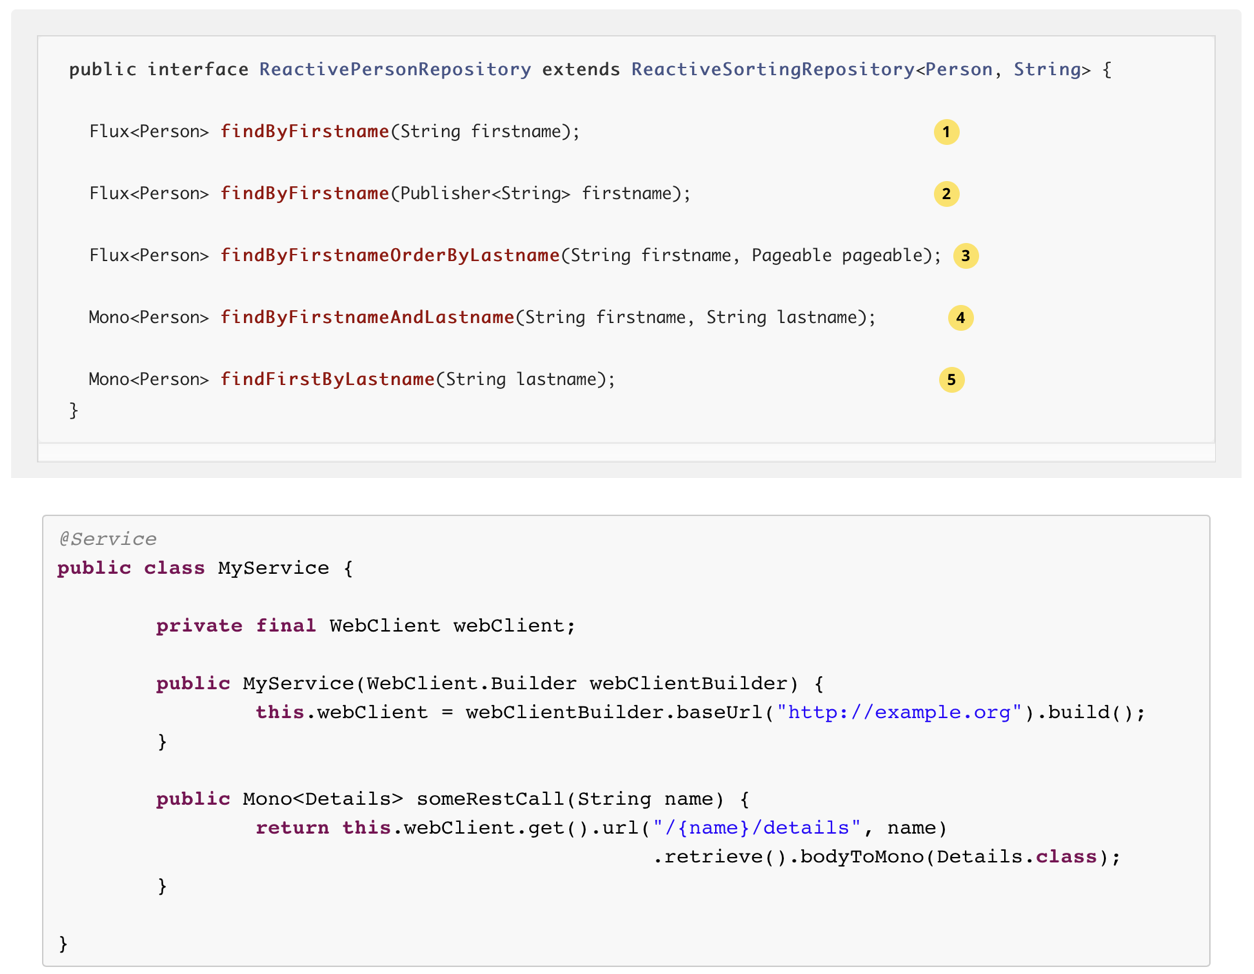 public interface ReactivePersonRepository extends ReactiveSortingRepository<Person, String> {
Flux<Person> findByFirstname(String firstname); 1
Flux<Person> findByFirstname(Publisher<String> firstname); 2
Flux<Person> findByFirstnameOrderByLastname(String firstname, Pageable pageable); 3
Mono<Person> findByFirstnameAndLastname(String firstname, String lastname); 4
Mono<Person> findFirstByLastname(String lastname); 5
}
@Service
public class MyService {
private final WebClient webClient;
public MyService(WebClient.Builder webClientBuilder) {
this.webClient = webClientBuilder.baseUrl("http://example.org").build();
}
public Mono<Details> someRestCall(String name) {
return this.webClient.get().url("/{name}/details", name)
.retrieve().bodyToMono(Details.class);
}
}